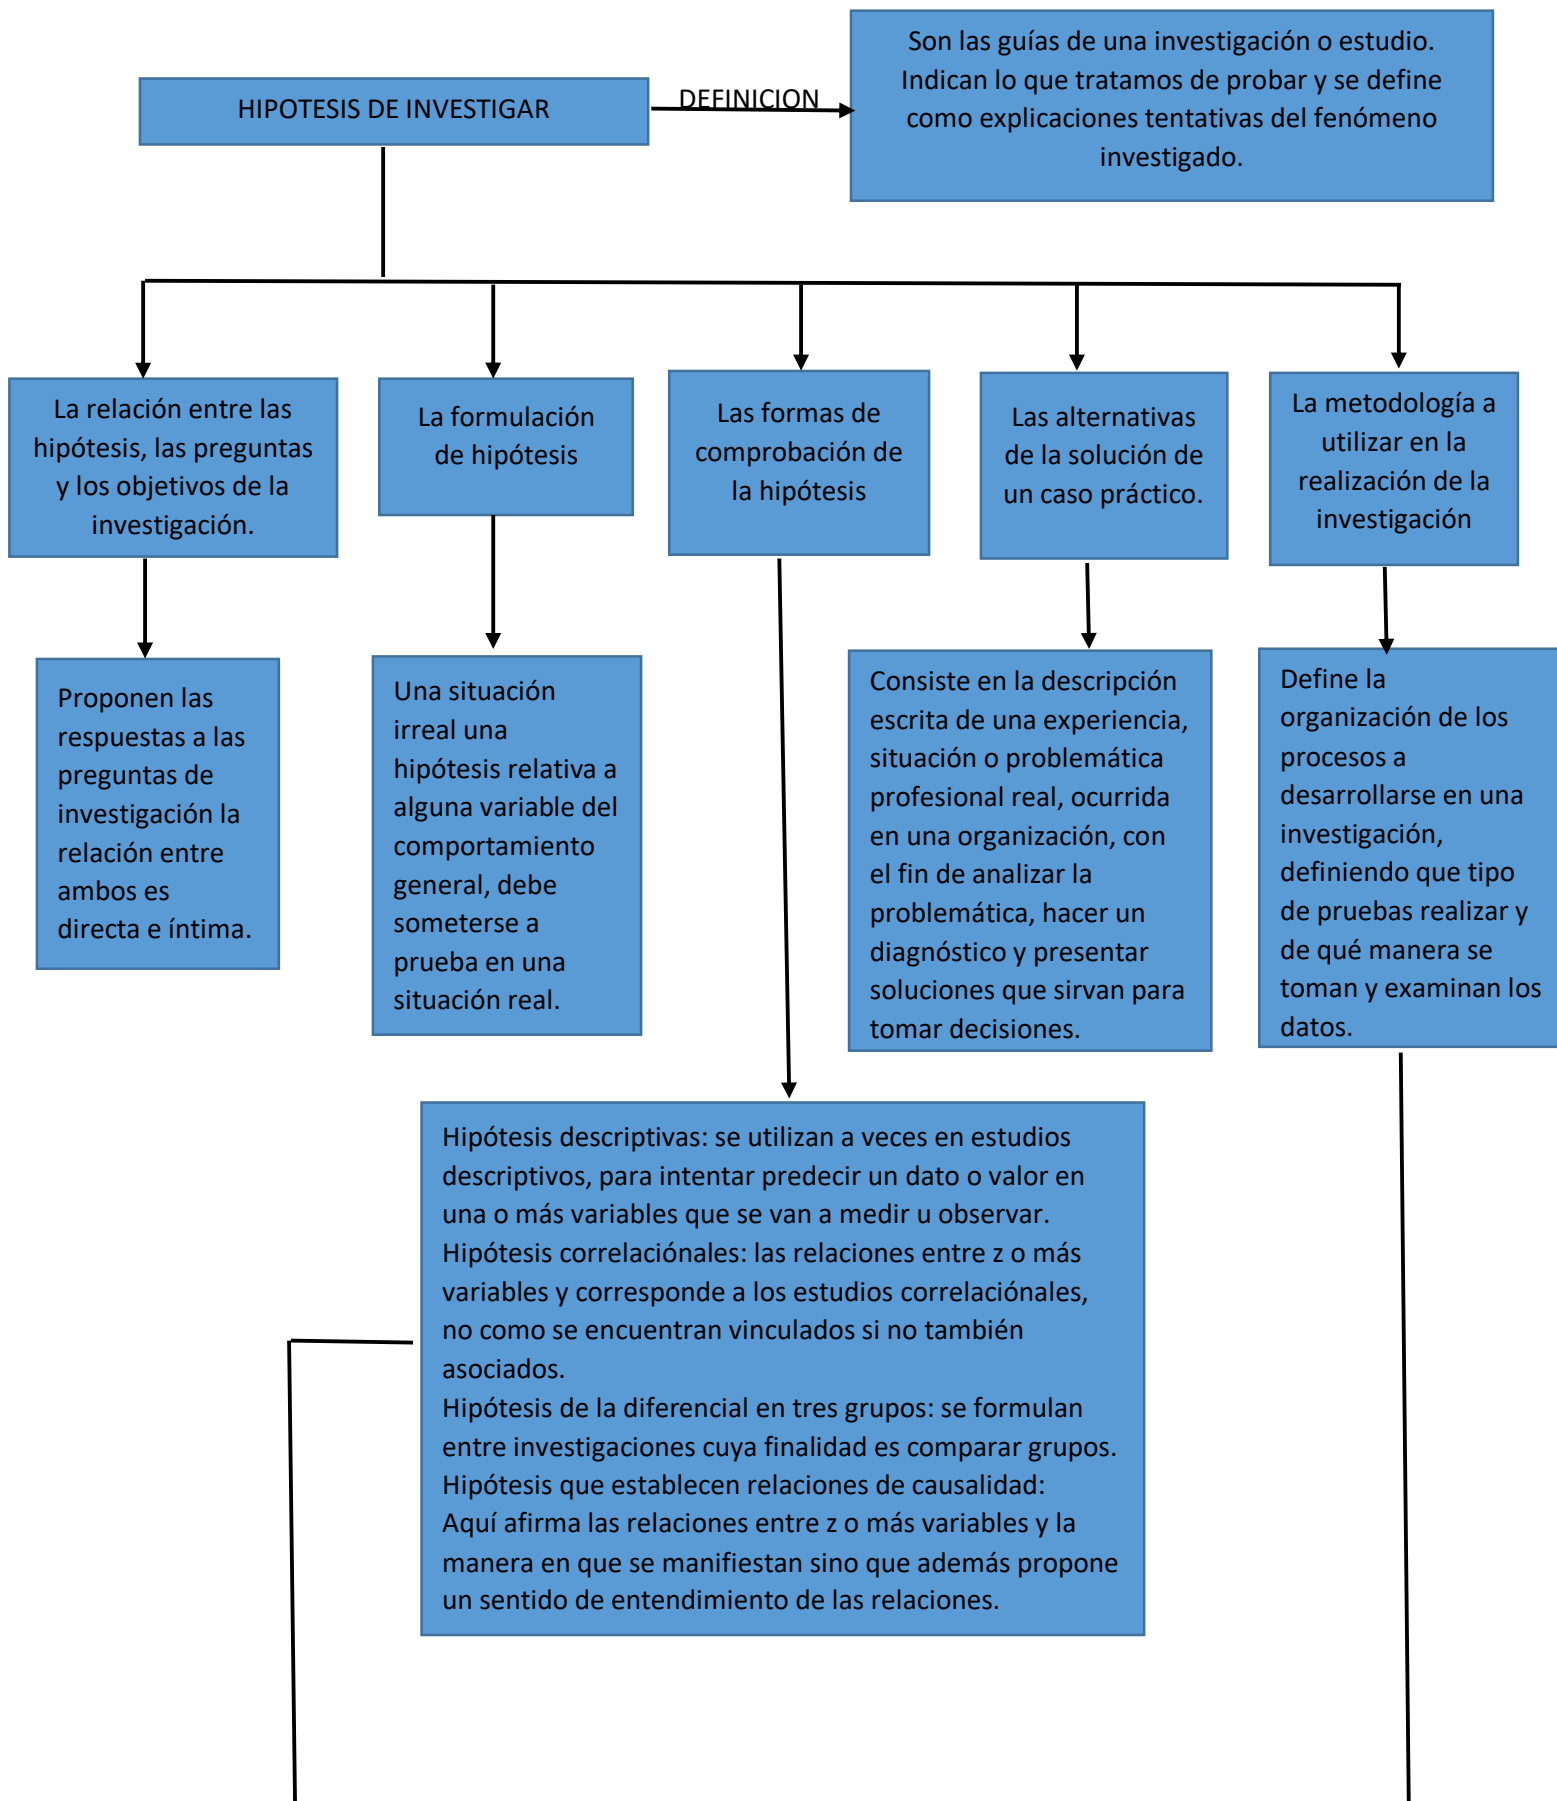 HIPOTESIS DE INVESTIGAR
DEFINICION
Son las guías de una investigación o estudio.
Indican lo que tratamos de probar y se define
como explicaciones tentativas del fenómeno
investigado.
La relación entre las
hipótesis, las preguntas
y los objetivos de la
investigación.
La formulación
de hipótesis
Las formas de
comprobación de
la hipótesis
Las alternativas
de la solución de
un caso práctico.
La metodología a
utilizar en la
realización de la
investigación
Proponen las
respuestas a las
preguntas de
investigación la
relación entre
ambos es
directa e íntima.
Una situación
irreal una
hipótesis relativa a
alguna variable del
comportamiento
general, debe
someterse a
prueba en una
situación real.
Consiste en la descripción
escrita de una experiencia,
situación o problemática
profesional real, ocurrida
en una organización, con
el fin de analizar la
problemática, hacer un
diagnóstico y presentar
soluciones que sirvan para
tomar decisiones.
Define la
organización de los
procesos a
desarrollarse en una
investigación,
definiendo que tipo
de pruebas realizar y
de qué manera se
toman y examinan los
datos.
Hipótesis descriptivas: se utilizan a veces en estudios
descriptivos, para intentar predecir un dato o valor en
una o más variables que se van a medir u observar.
Hipótesis correlaciónales: las relaciones entre z o más
variables y corresponde a los estudios correlaciónales,
no como se encuentran vinculados si no también
asociados.
Hipótesis de la diferencial en tres grupos: se formulan
entre investigaciones cuya finalidad es comparar grupos.
Hipótesis que establecen relaciones de causalidad:
Aquí afirma las relaciones entre z o más variables y la
manera en que se manifiestan sino que además propone
un sentido de entendimiento de las relaciones.